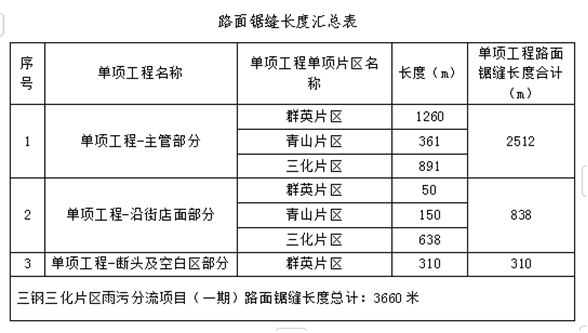 路面锯缝长度汇总表
序号 单项工程名称 单项工程单项片区名称 长度（m） 单项工程路面锯缝长度合计（m）
1 单项工程-主管部分 群英片区 1260 2512
青山片区 361
三化片区 891
2 单项工程-沿街店面部分 群英片区 50 838
青山片区 150
三化片区 638
3 单项工程-断头及空白区部分 群英片区 310 310
三钢三化片区雨污分流项目（一期）路面锯缝长度总计：3660 米